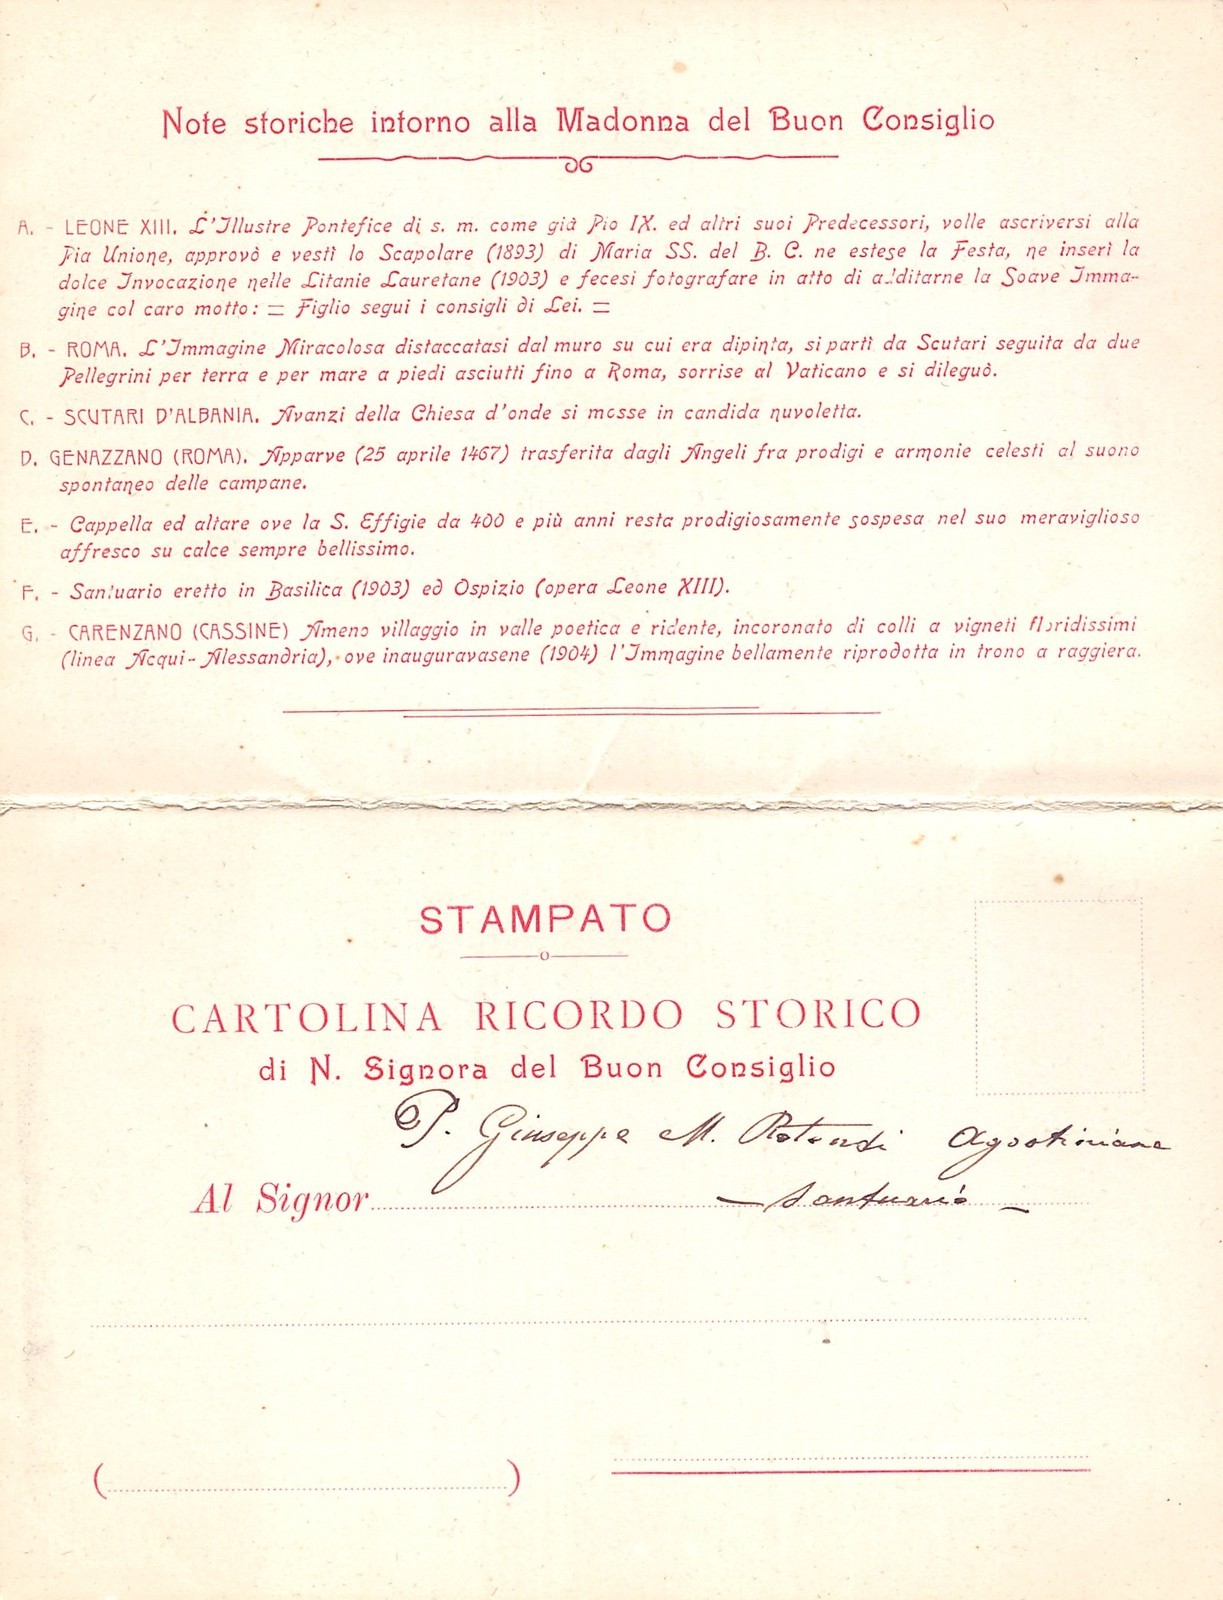 Note storiche intorno alla Madonna del Buon Consiglio
A. - LEONE XIII. L'Illustre Pontefice di s. m. come già Pio IX. ed altri suoi Predecessori, volle ascriversi alla
Pia Unione, approvò e vestì lo Scapolare (1893) di Maria SS. del B. C. ne estese la Festa, ne inserì la
dolce Invocazione nelle Litanie Lauretane (1903) e fecesi fotografare in atto di additarne la Soave Imma-
gine col caro motto: = Figlio segui i consigli di Lei. =
B. - ROMA. L'Immagine Miracolosa distaccatasi dal muro su cui era dipinta, si partì da Scutari seguita da due
Pellegrini per terra e per mare a piedi asciutti fino a Roma, sorrise al Vaticano e si dileguò.
C. - SCUTARI D'ALBANIA. Avanzi della Chiesa d'onde si mosse in candida nuvoletta.
D. GENAZZANO (ROMA). Apparve (25 aprile 1467) trasferita dagli Angeli fra prodigi e armonie celesti al suono
spontaneo delle campane.
E. - Cappella ed altare ove la S. Effigie da 400 e più anni resta prodigiosamente sospesa nel suo meraviglioso
affresco su calce sempre bellissimo.
F. - Santuario eretto in Basilica (1903) ed Ospizio (opera Leone XIII).
G. - CARENZANO (CASSINE) Ameno villaggio in valle poetica e ridente, incoronato di colli a vigneti floridissimi
(linea Acqui-Alessandria), ove inauguravasene (1904) l'Immagine bellamente riprodotta in trono a raggiera.
STAMPATO
CARTOLINA RICORDO STORICO
di N. Signora del Buon Consiglio
P. Giuseppe M. Rotondi Agostiniano
Al Signor — Santuario —